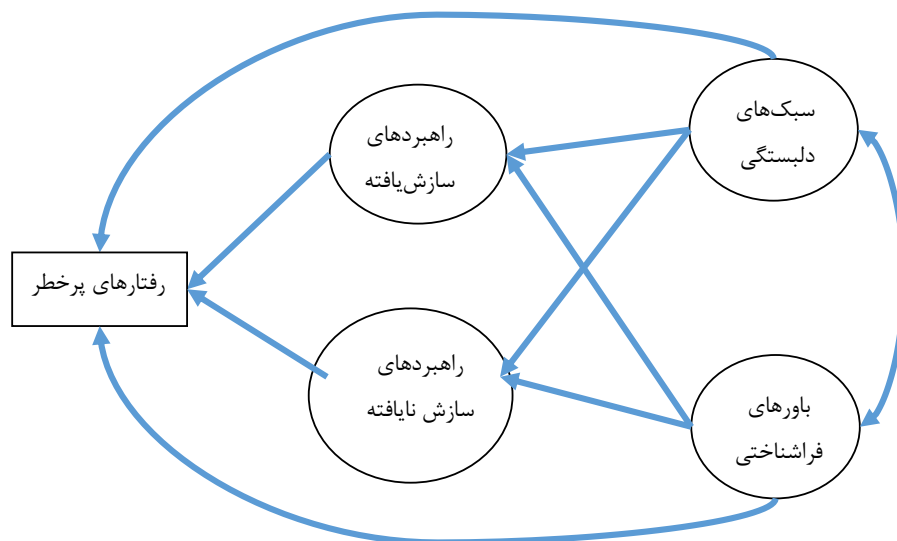 سبک‌های
دلبستگی
راهبردهای
سازش‌یافته
رفتارهای پرخطر
راهبردهای
سازش نایافته
باورهای
فراشناختی